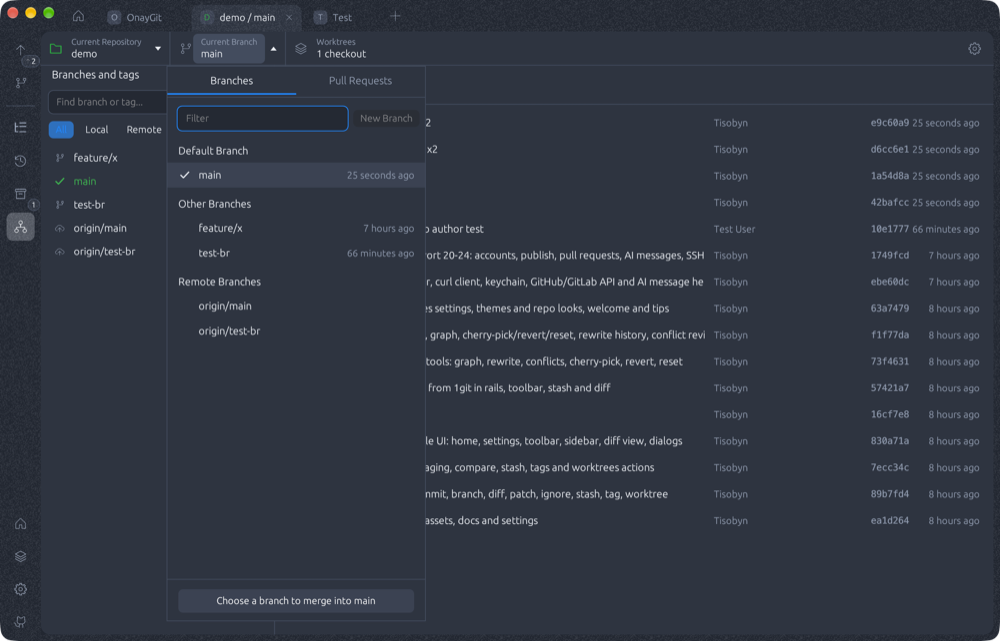 O OnayGit
D demo / main
T Test
Current Repository
demo
Current Branch
main
Worktrees
1 checkout
2
1
Branches and tags
Find branch or tag...
All Local Remote
feature/x
main
test-br
origin/main
origin/test-br
Branches
Pull Requests
Filter
New Branch
Default Branch
main 25 seconds ago
Other Branches
feature/x 7 hours ago
test-br 66 minutes ago
Remote Branches
origin/main
origin/test-br
Choose a branch to merge into main
2 Tisobyn e9c60a9 25 seconds ago
x2 Tisobyn d6cc6e1 25 seconds ago
Tisobyn 1a54d8a 25 seconds ago
Tisobyn 42bafcc 25 seconds ago
o author test Test User 10e1777 66 minutes ago
ort 20-24: accounts, publish, pull requests, AI messages, SSH Tisobyn 1749fcd 7 hours ago
r, curl client, keychain, GitHub/GitLab API and AI message he Tisobyn ebe60dc 7 hours ago
es settings, themes and repo looks, welcome and tips Tisobyn 63a7479 8 hours ago
, graph, cherry-pick/revert/reset, rewrite history, conflict revi Tisobyn f1f77da 8 hours ago
tools: graph, rewrite, conflicts, cherry-pick, revert, reset Tisobyn 73f4631 8 hours ago
from 1git in rails, toolbar, stash and diff Tisobyn 57421a7 8 hours ago
Tisobyn 16cf7e8 8 hours ago
le UI: home, settings, toolbar, sidebar, diff view, dialogs Tisobyn 830a71a 8 hours ago
aging, compare, stash, tags and worktrees actions Tisobyn 7ecc34c 8 hours ago
mmit, branch, diff, patch, ignore, stash, tag, worktree Tisobyn 89b7fd4 8 hours ago
assets, docs and settings Tisobyn ea1d264 8 hours ago